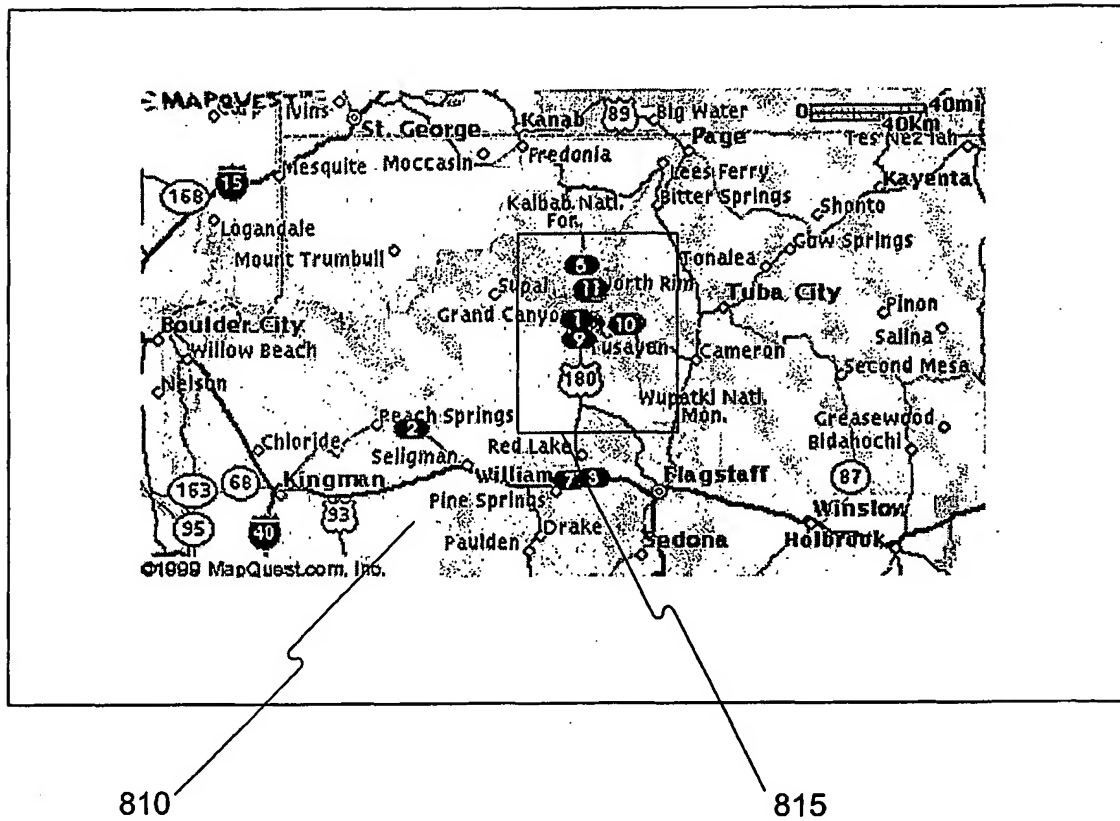 MAPQUEST
Ivins
St. George
Kanab
89
Big Water
0 40mi
40Km
Page
Tes Nez Iah
Mesquite
Moccasin
Fredonia
Lees Ferry
Kayenta
168
15
Kaibab Natl.
For.
Bitter Springs
Shonto
Logandale
Mount Trumbull
Tonalea
Cow Springs
6
Supai
11
orth Rim
Tuba City
Pinon
Grand Canyo
1
10
Salina
Boulder City
9
Tusayan
Cameron
Willow Beach
Second Mesa
Nelson
180
Wupatki Natl.
Mon.
Peach Springs
2
Greasewood
Bidahochi
Chloride
Seligman
Red Lake
William
7
Flagstaff
87
163
68
Kingman
93
Pine Springs
Winslow
95
40
Paulden
Drake
Sedona
Holbrook
©1999 MapQuest.com, Inc.
810
815